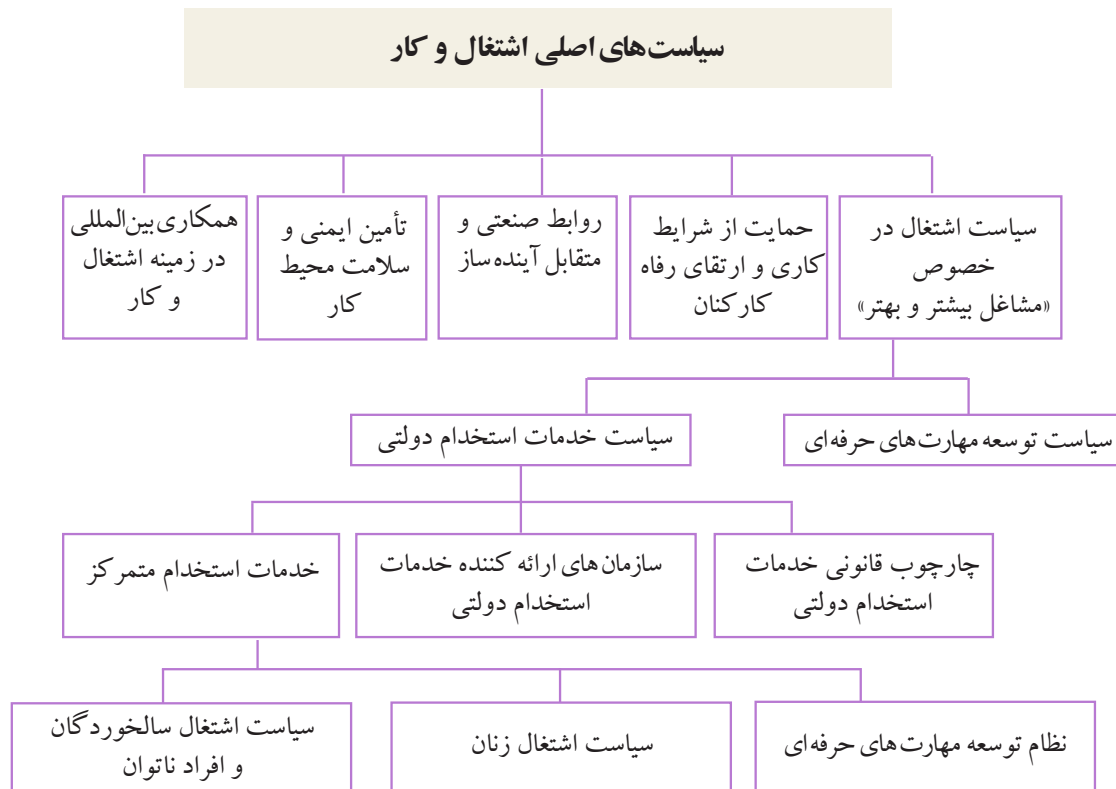 سیاست‌های اصلی اشتغال و کار
سیاست اشتغال در
خصوص
«مشاغل بیشتر و بهتر»
حمایت از شرایط
کاری و ارتقای رفاه
کارکنان
روابط صنعتی و
متقابل آینده‌ساز
تأمین ایمنی و
سلامت محیط
کار
همکاری بین‌المللی
در زمینه اشتغال
و کار
سیاست توسعه مهارت‌های حرفه‌ای
سیاست خدمات استخدام دولتی
چارچوب قانونی خدمات
استخدام دولتی
سازمان‌های ارائه کننده خدمات
استخدام دولتی
خدمات استخدام متمرکز
نظام توسعه مهارت‌های حرفه‌ای
سیاست اشتغال زنان
سیاست اشتغال سالخوردگان
و افراد ناتوان